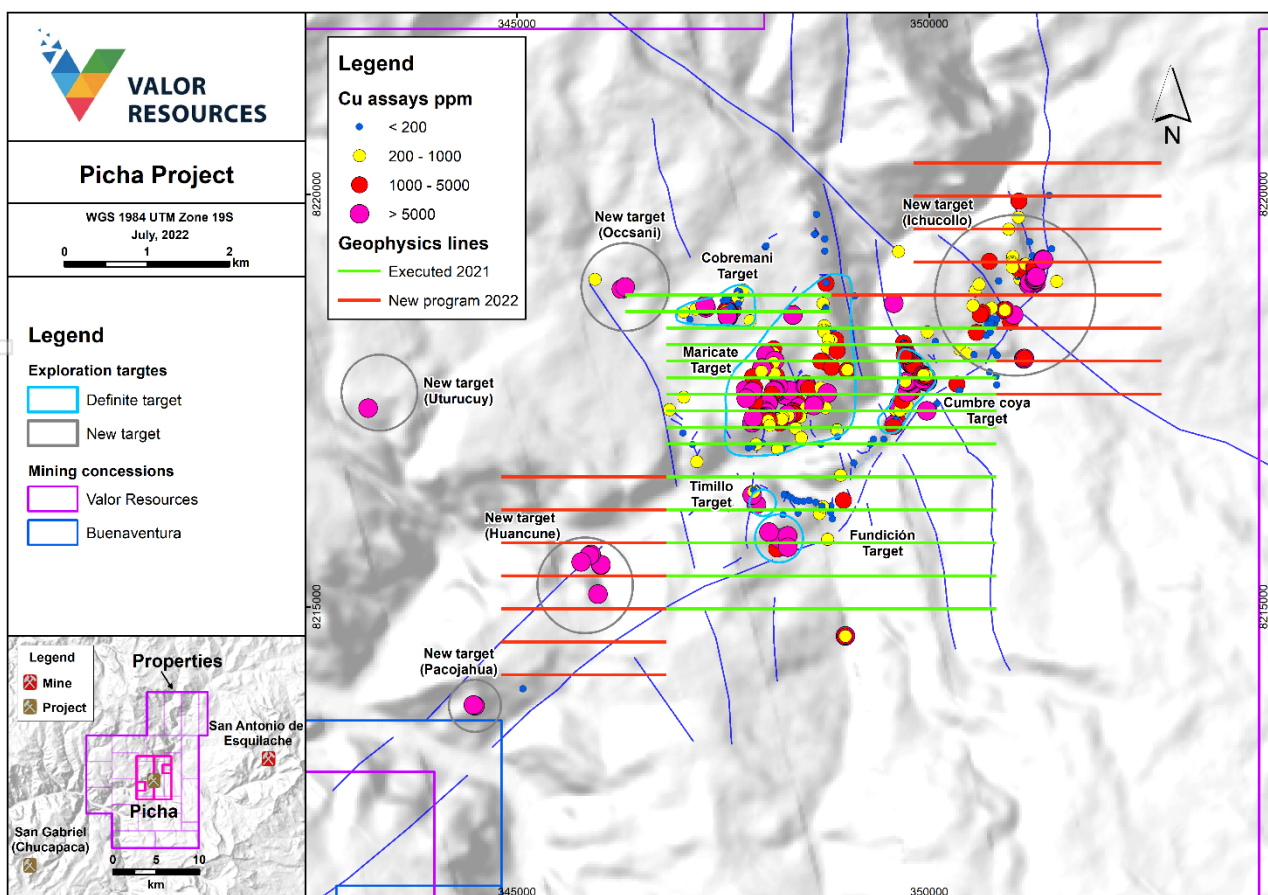 VALOR
RESOURCES
Picha Project
WGS 1984 UTM Zone 19S
July, 2022
0 1 2
km
Legend
Exploration targtes
Definite target
New target
Mining concessions
Valor Resources
Buenaventura
Legend
Mine
Project
Properties
San Antonio de
Esquilache
Picha
San Gabriel
(Chucapaca)
0 5 10
km
Legend
Cu assays ppm
< 200
200 - 1000
1000 - 5000
> 5000
Geophysics lines
Executed 2021
New program 2022
345000
350000
N
8220000
8220000
New target
(Ichucollo)
New target
(Occsani)
Cobremani
Target
Maricate
Target
New target
(Uturucuy)
Cumbre coya
Target
Timillo
Target
New target
(Huancune)
Fundición
Target
8215000
8215000
New target
(Pacojahua)
345000
350000